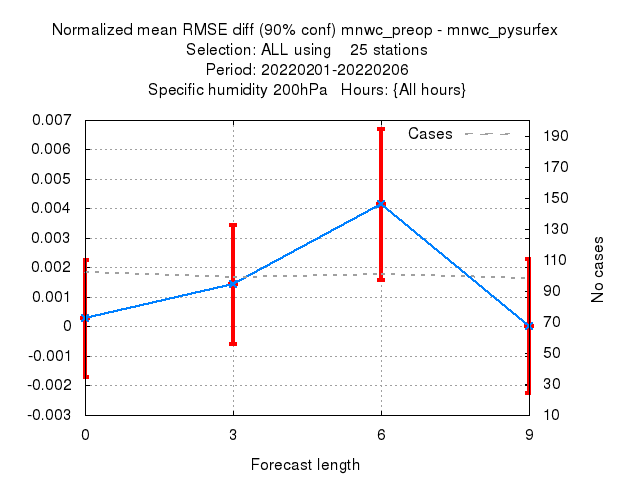 Normalized mean RMSE diff (90% conf) mnwc_preop - mnwc_pysurfex
Selection: ALL using    25 stations
Period: 20220201-20220206
Specific humidity 200hPa   Hours: {All hours}
Cases
0.007
0.006
0.005
0.004
0.003
0.002
0.001
0
-0.001
-0.002
-0.003
190
170
150
130
110
90
70
50
30
10
No cases
0 3 6 9
Forecast length